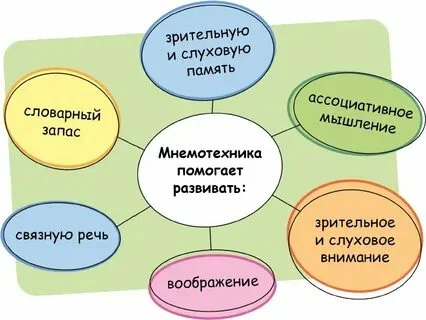 зрительную
и слуховую
память
словарный
запас
ассоциативное
мышление
Мнемотехника
помогает
развивать:
связную речь
зрительное
и слуховое
внимание
воображение